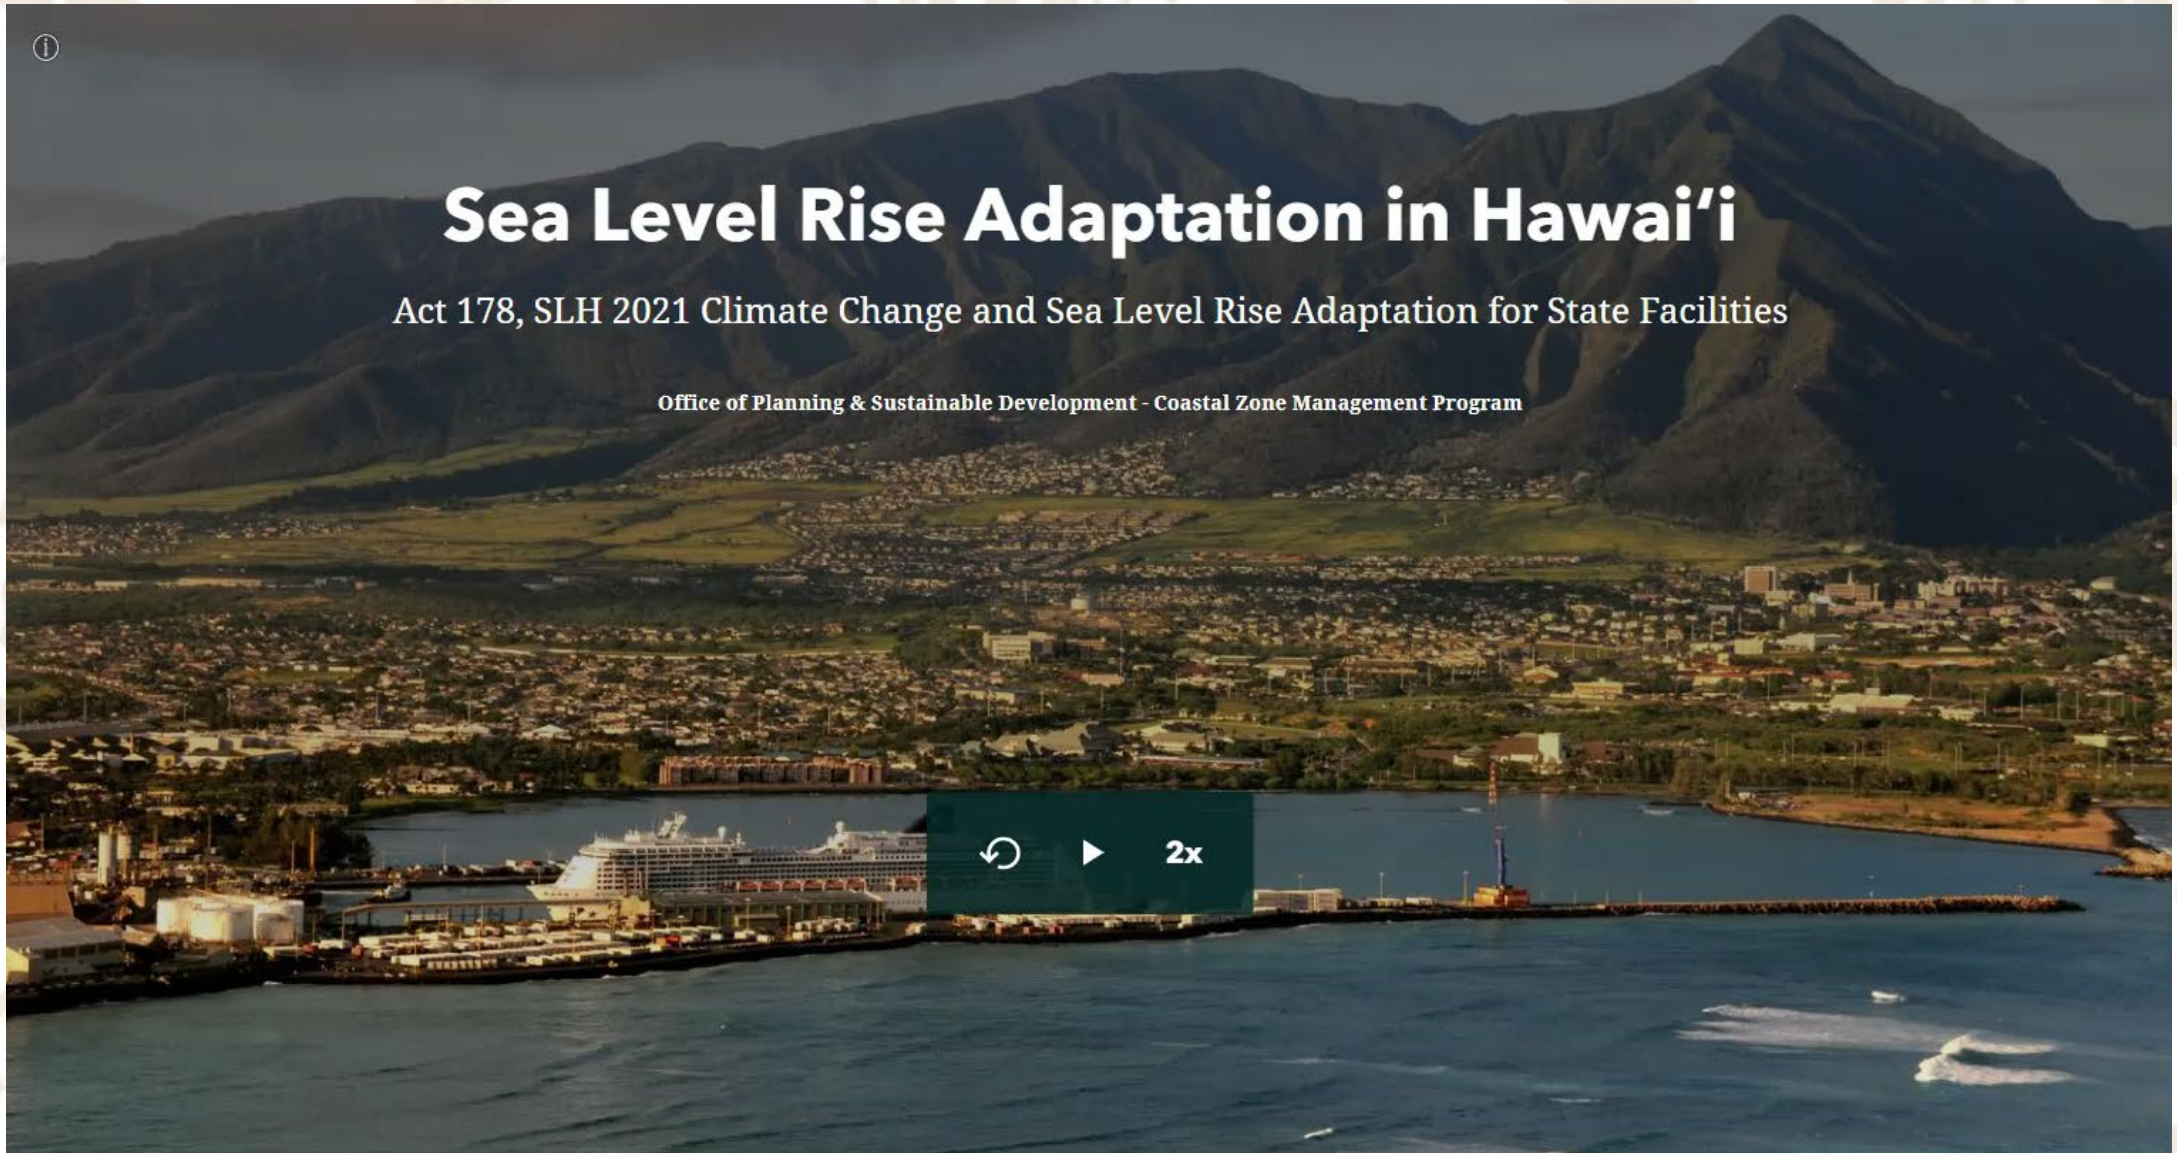 Sea Level Rise Adaptation in Hawaiʻi
Act 178, SLH 2021 Climate Change and Sea Level Rise Adaptation for State Facilities
Office of Planning & Sustainable Development - Coastal Zone Management Program
2x